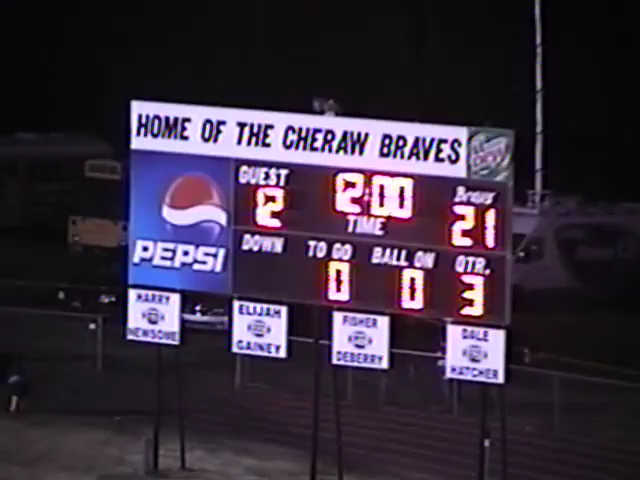 HOME OF THE CHERAW BRAVES
GUEST
2
2:00
TIME
Braves
21
DOWN
TO GO
0
BALL ON
0
QTR.
3
PEPSI
HARRY
NEWSOME
ELIJAH
GAINEY
FISHER
DEBERRY
DALE
HATCHER